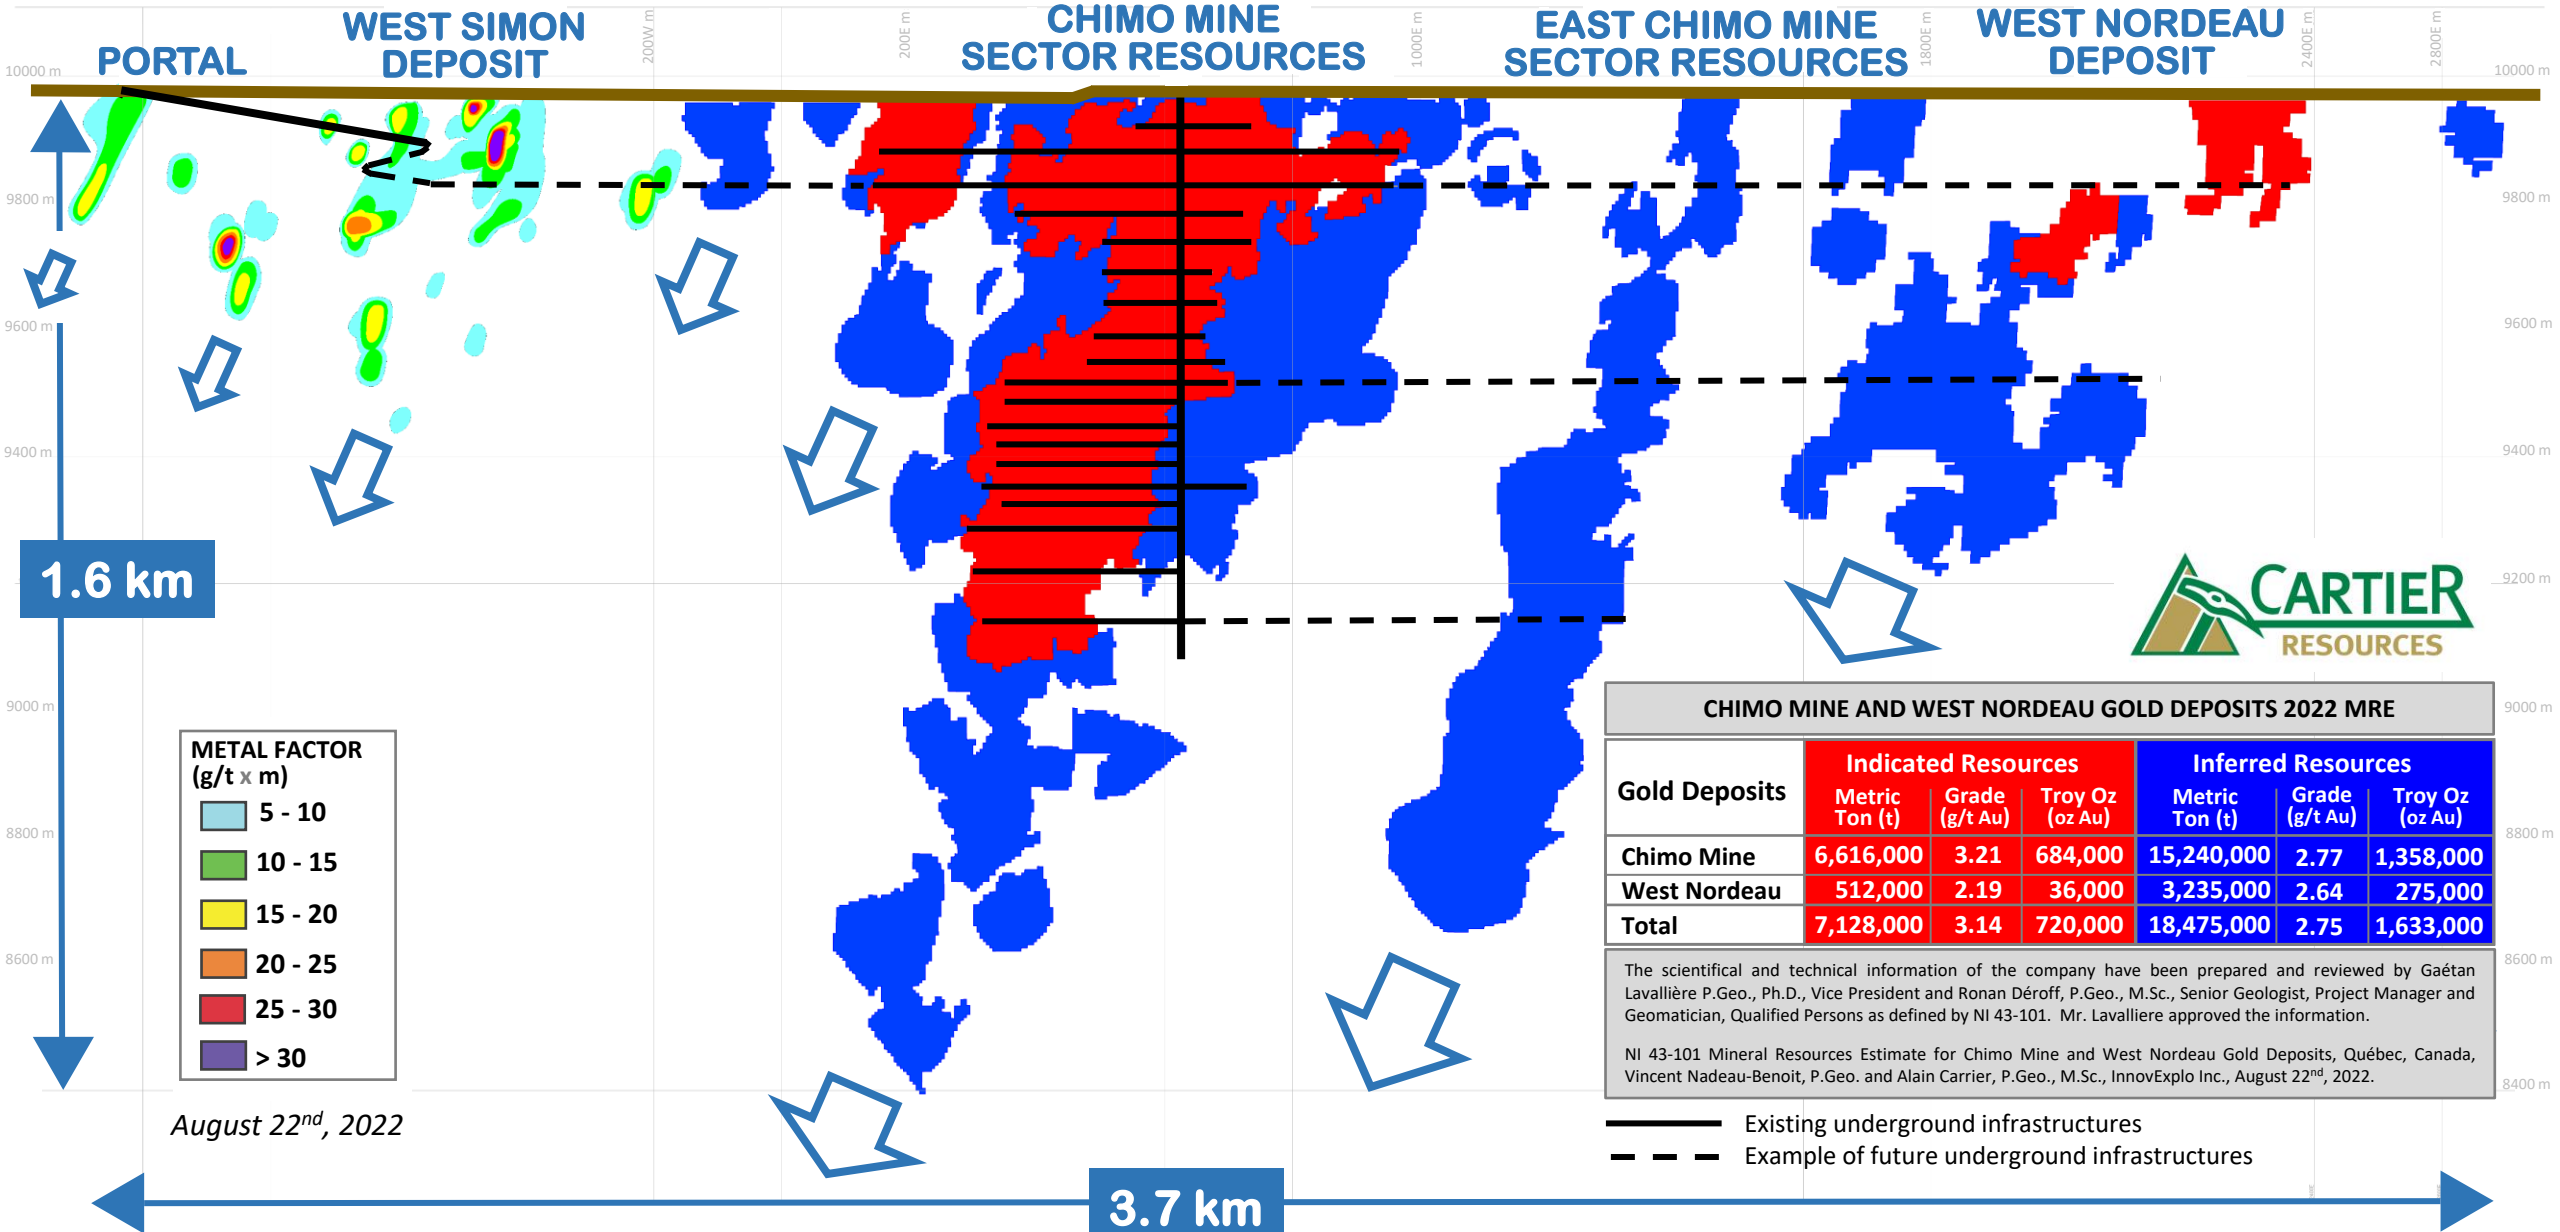 PORTAL
WEST SIMON
DEPOSIT
CHIMO MINE
SECTOR RESOURCES
EAST CHIMO MINE
SECTOR RESOURCES
WEST NORDEAU
DEPOSIT
200W m
200E m
1000E m
1800E m
2400E m
2800E m
10000 m
10000 m
9800 m
9800 m
9600 m
9600 m
9400 m
9400 m
9200 m
9000 m
9000 m
8800 m
8800 m
8600 m
8600 m
8400 m
1.6 km
CARTIER
RESOURCES
METAL FACTOR
(g/t x m)
5 - 10
10 - 15
15 - 20
20 - 25
25 - 30
> 30
August 22nd, 2022
CHIMO MINE AND WEST NORDEAU GOLD DEPOSITS 2022 MRE
Gold Deposits Indicated Resources Inferred Resources
Metric Ton (t) Grade (g/t Au) Troy Oz (oz Au) Metric Ton (t) Grade (g/t Au) Troy Oz (oz Au)
Chimo Mine 6,616,000 3.21 684,000 15,240,000 2.77 1,358,000
West Nordeau 512,000 2.19 36,000 3,235,000 2.64 275,000
Total 7,128,000 3.14 720,000 18,475,000 2.75 1,633,000
The scientifical and technical information of the company have been prepared and reviewed by Gaétan
Lavallière P.Geo., Ph.D., Vice President and Ronan Déroff, P.Geo., M.Sc., Senior Geologist, Project Manager and
Geomatician, Qualified Persons as defined by NI 43-101. Mr. Lavalliere approved the information.
NI 43-101 Mineral Resources Estimate for Chimo Mine and West Nordeau Gold Deposits, Québec, Canada,
Vincent Nadeau-Benoit, P.Geo. and Alain Carrier, P.Geo., M.Sc., InnovExplo Inc., August 22nd, 2022.
Existing underground infrastructures
Example of future underground infrastructures
3.7 km